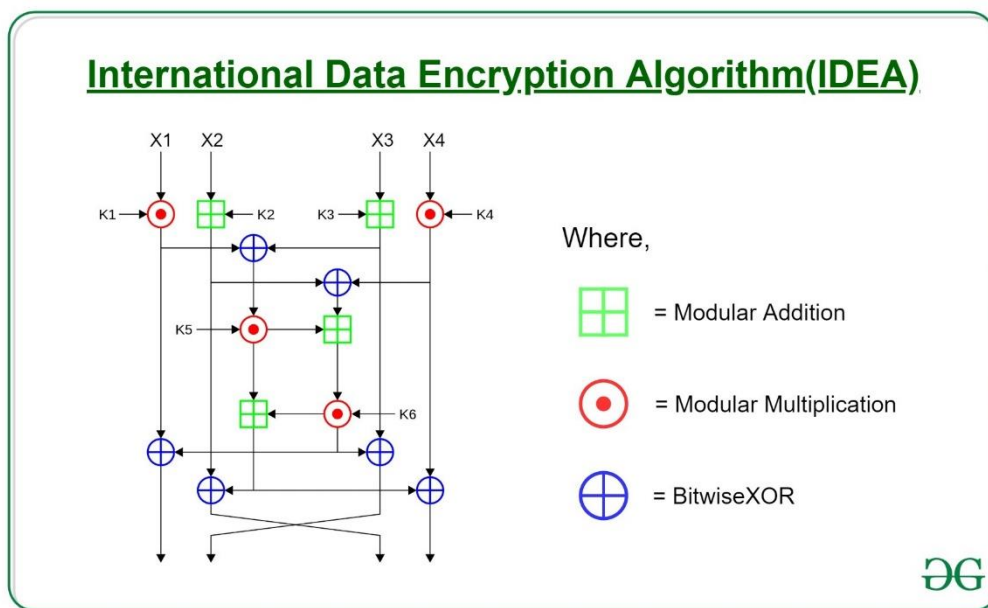 International Data Encryption Algorithm(IDEA)
X1 X2 X3 X4
K1 K2 K3 K4
Where,
= Modular Addition
K5
= Modular Multiplication
K6
= BitwiseXOR